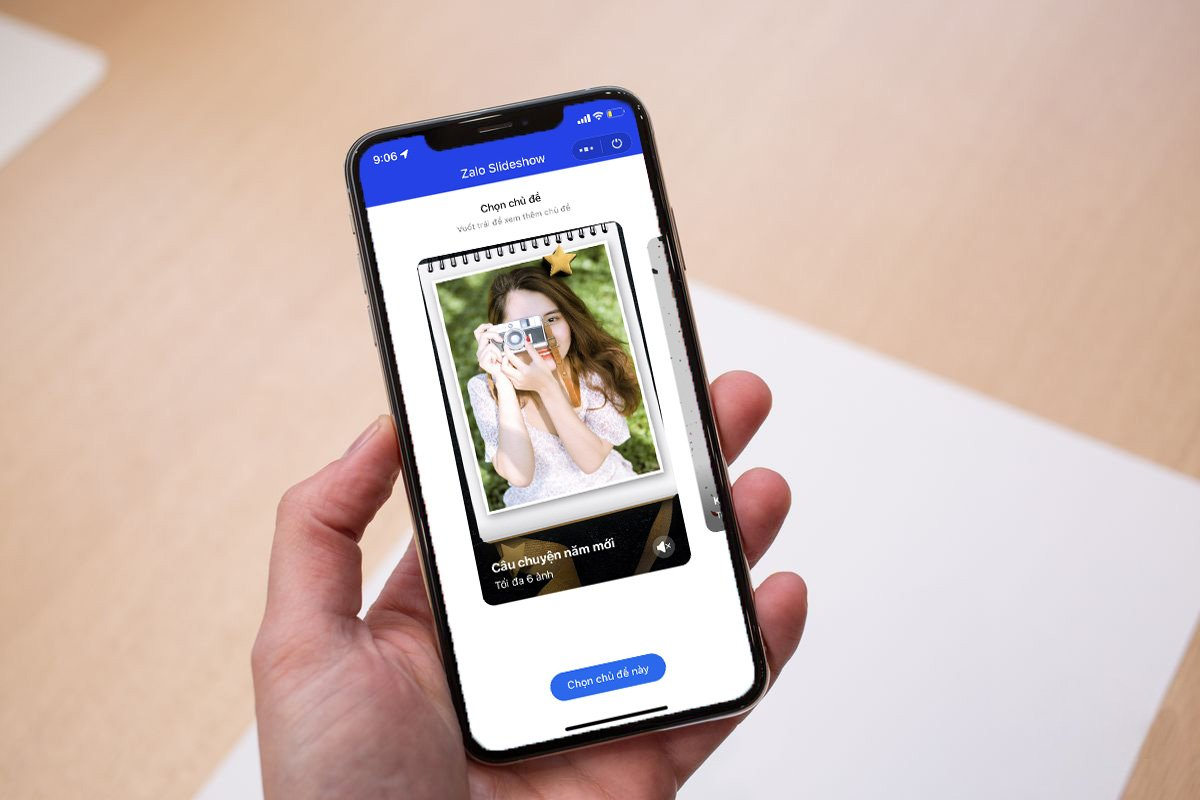 9:06
Zalo Slideshow
Chọn chủ đề
Vuốt trái để xem thêm chủ đề
Câu chuyện năm mới
Tối đa 6 ảnh
Chọn chủ đề này